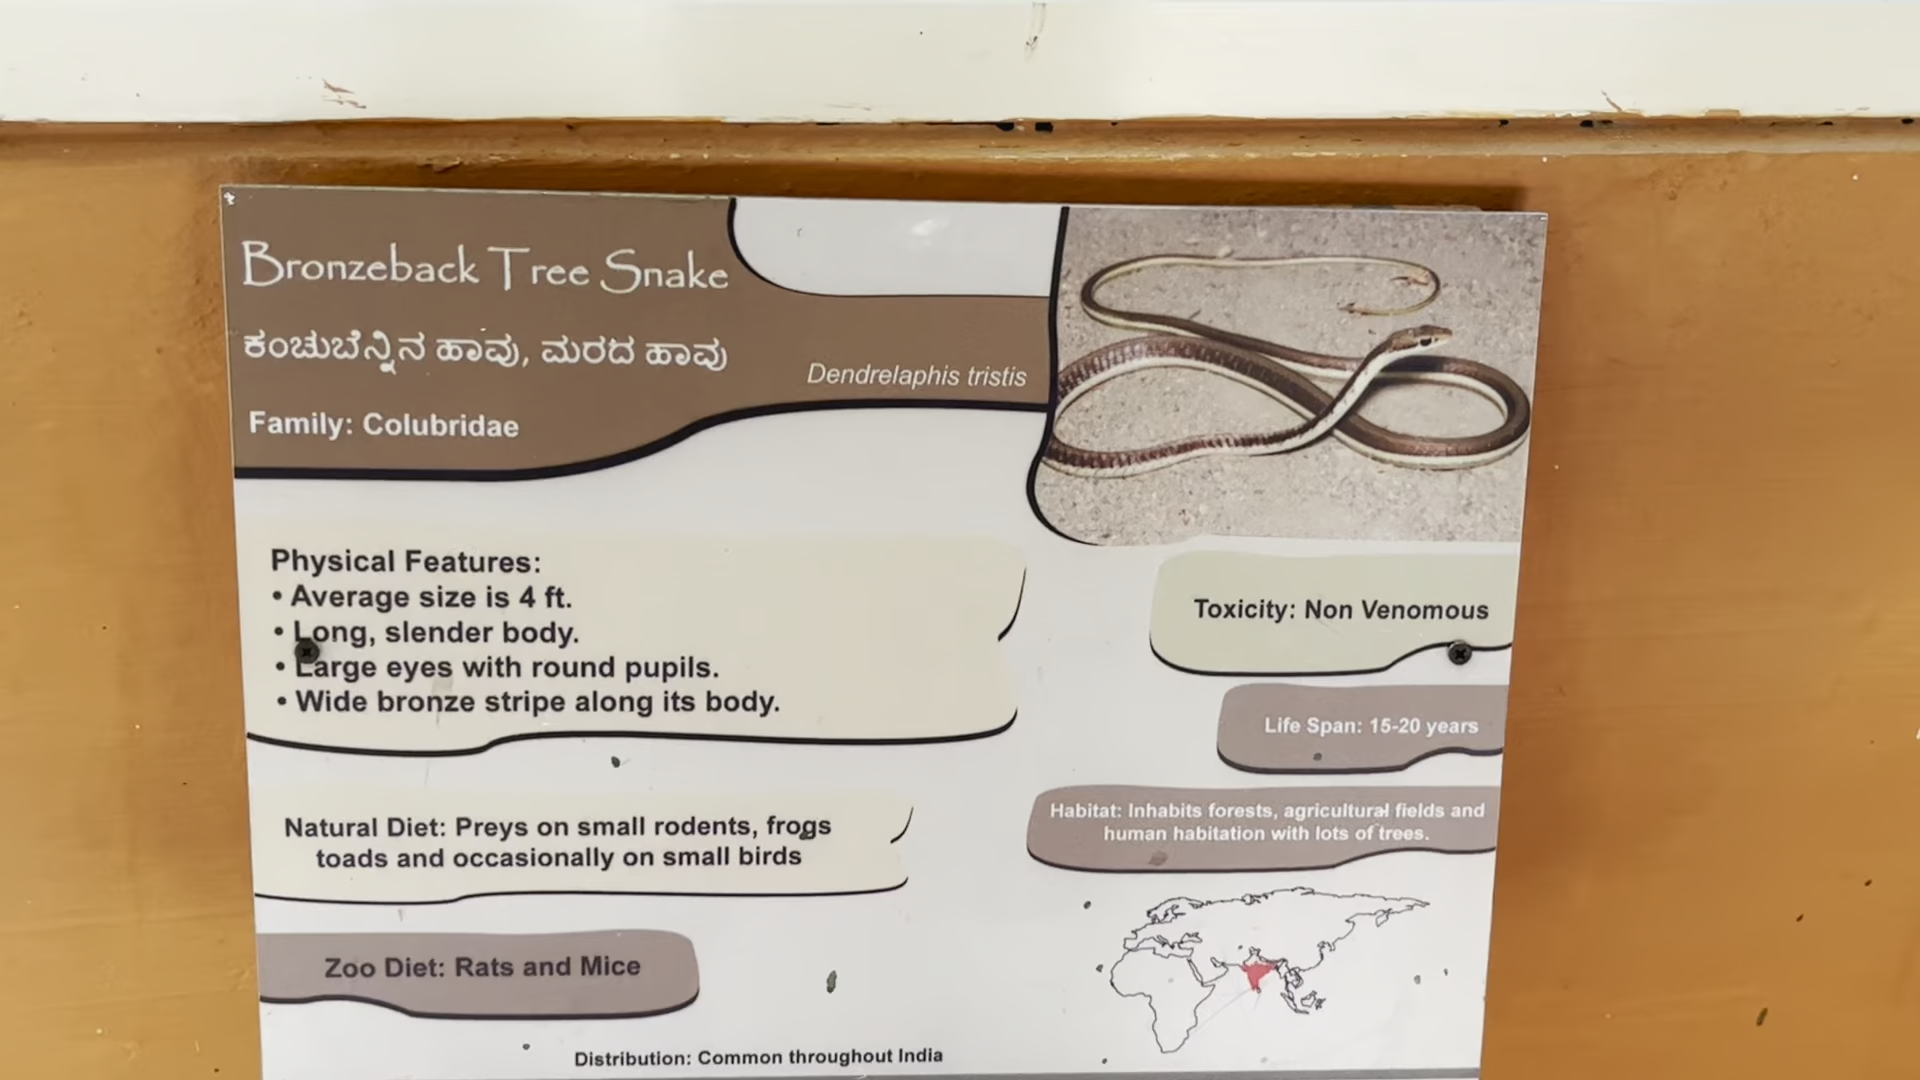 Bronzeback Tree Snake
ಕಂಚುಬೆನ್ನಿನ ಹಾವು, ಮರದ ಹಾವು
Dendrelaphis tristis
Family: Colubridae
Physical Features:
• Average size is 4 ft.
• Long, slender body.
• Large eyes with round pupils.
• Wide bronze stripe along its body.
Toxicity: Non Venomous
Life Span: 15-20 years
Habitat: Inhabits forests, agricultural fields and
human habitation with lots of trees.
Natural Diet: Preys on small rodents, frogs
toads and occasionally on small birds
Zoo Diet: Rats and Mice
Distribution: Common throughout India